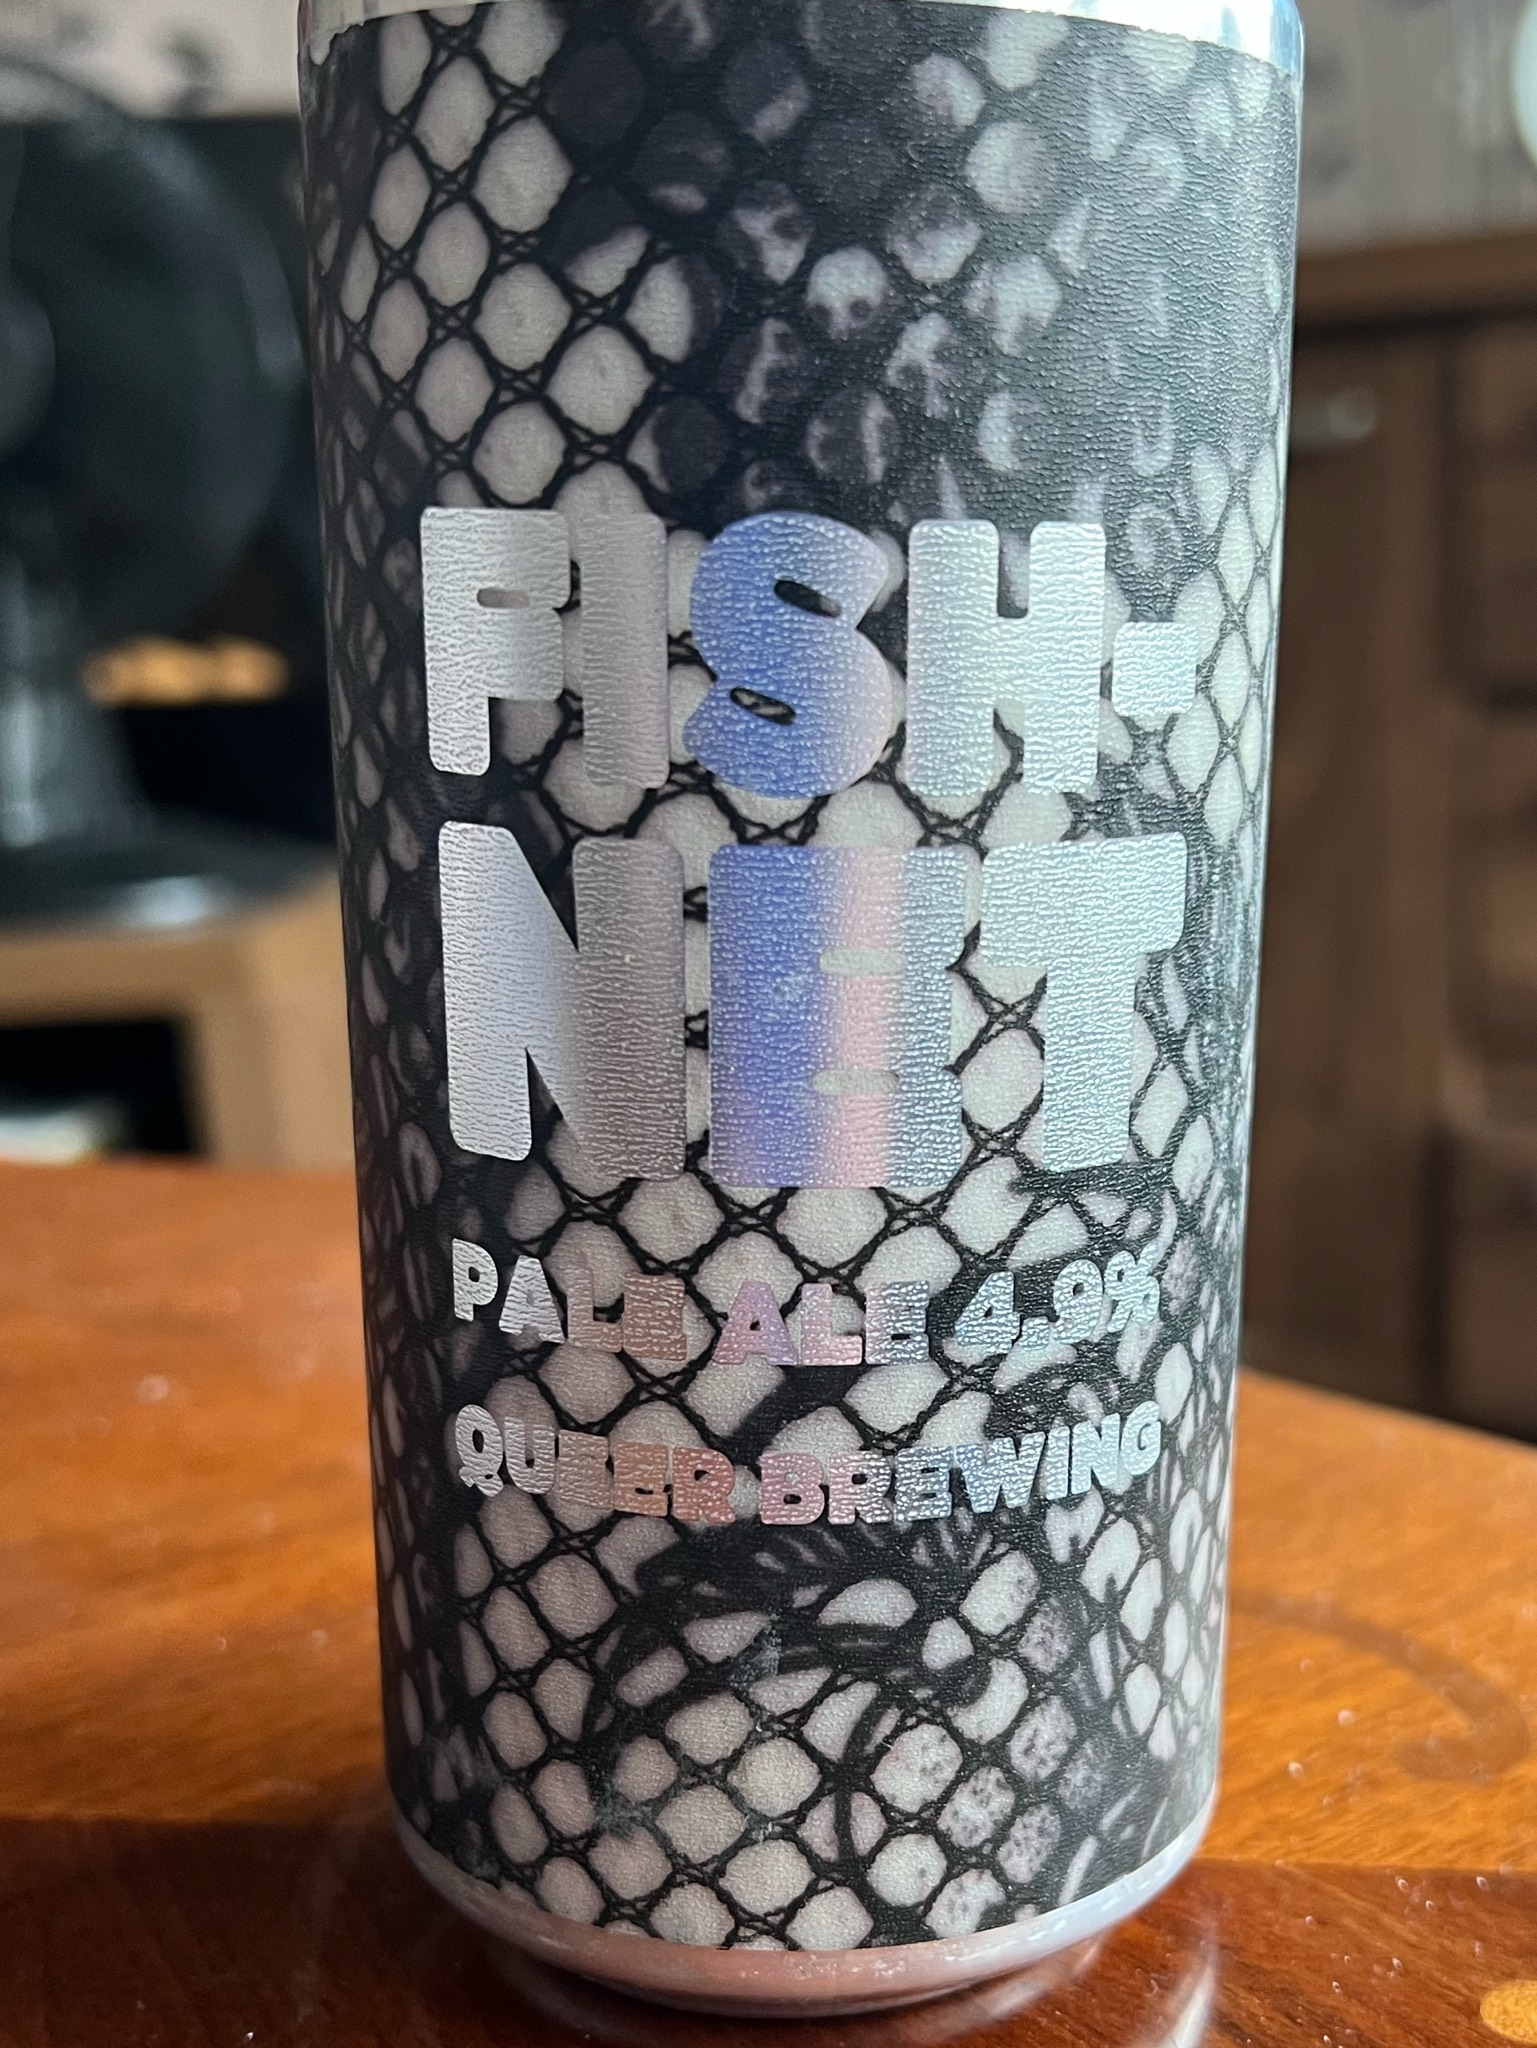 FISH-
NET
PALE ALE 4.9%
QUEER BREWING